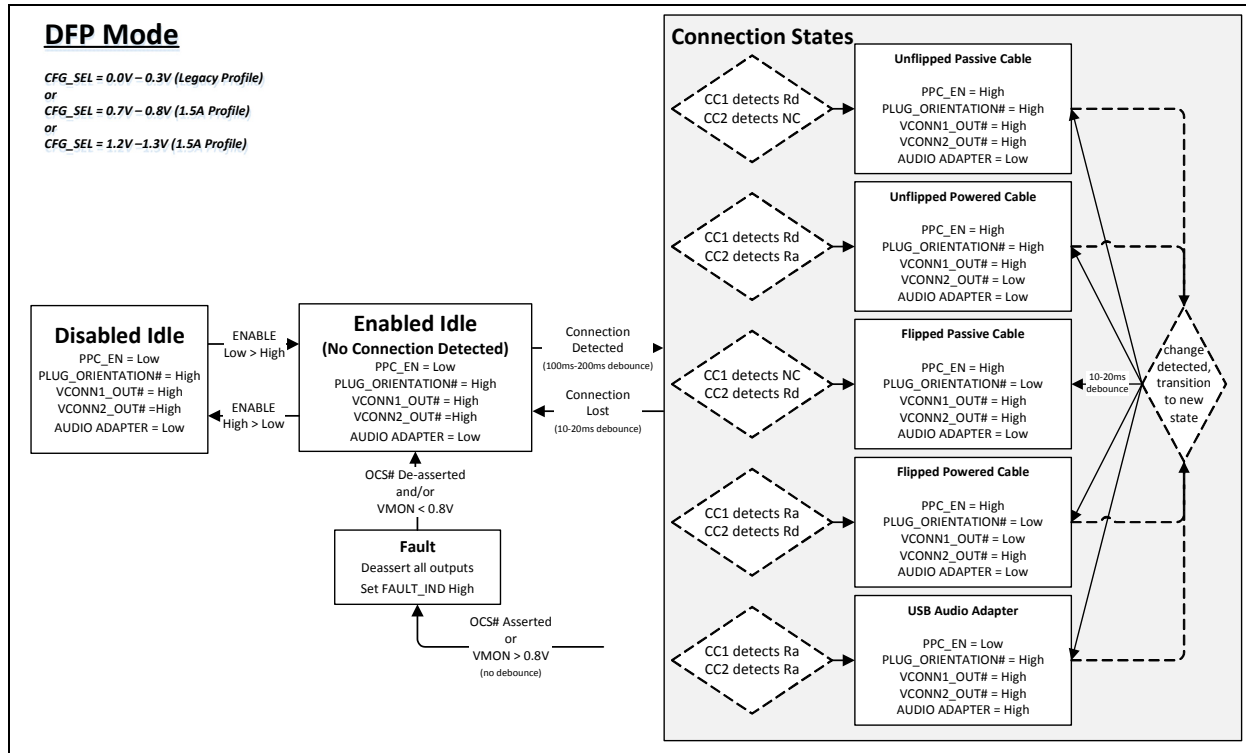 DFP Mode
CFG_SEL = 0.0V – 0.3V (Legacy Profile)
or
CFG_SEL = 0.7V – 0.8V (1.5A Profile)
or
CFG_SEL = 1.2V –1.3V (1.5A Profile)
Disabled Idle
PPC_EN = Low
PLUG_ORIENTATION# = High
VCONN1_OUT# = High
VCONN2_OUT# =High
AUDIO ADAPTER = Low
ENABLE
Low > High
ENABLE
High > Low
Enabled Idle
(No Connection Detected)
PPC_EN = Low
PLUG_ORIENTATION# = High
VCONN1_OUT# = High
VCONN2_OUT# =High
AUDIO ADAPTER = Low
Connection
Detected
(100ms-200ms debounce)
Connection
Lost
(10-20ms debounce)
OCS# De-asserted
and/or
VMON < 0.8V
Fault
Deassert all outputs
Set FAULT_IND High
OCS# Asserted
or
VMON > 0.8V
(no debounce)
Connection States
CC1 detects Rd
CC2 detects NC
Unflipped Passive Cable
PPC_EN = High
PLUG_ORIENTATION# = High
VCONN1_OUT# = High
VCONN2_OUT# = High
AUDIO ADAPTER = Low
CC1 detects Rd
CC2 detects Ra
Unflipped Powered Cable
PPC_EN = High
PLUG_ORIENTATION# = High
VCONN1_OUT# = High
VCONN2_OUT# = Low
AUDIO ADAPTER = Low
CC1 detects NC
CC2 detects Rd
Flipped Passive Cable
PPC_EN = High
PLUG_ORIENTATION# = Low
VCONN1_OUT# = High
VCONN2_OUT# = High
AUDIO ADAPTER = Low
10-20ms
debounce
change
detected,
transition
to new
state
CC1 detects Ra
CC2 detects Rd
Flipped Powered Cable
PPC_EN = High
PLUG_ORIENTATION# = Low
VCONN1_OUT# = Low
VCONN2_OUT# = High
AUDIO ADAPTER = Low
CC1 detects Ra
CC2 detects Ra
USB Audio Adapter
PPC_EN = Low
PLUG_ORIENTATION# = High
VCONN1_OUT# = High
VCONN2_OUT# = High
AUDIO ADAPTER = High